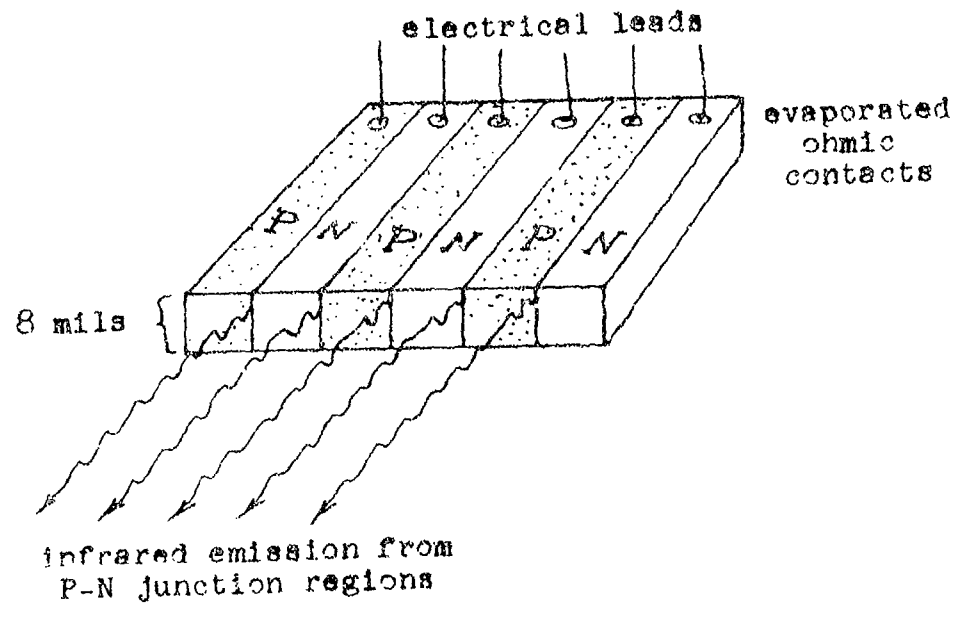 electrical leads
evaporated
ohmic
contacts
P N P N P N
8 mils
infrared emission from
P-N junction regions